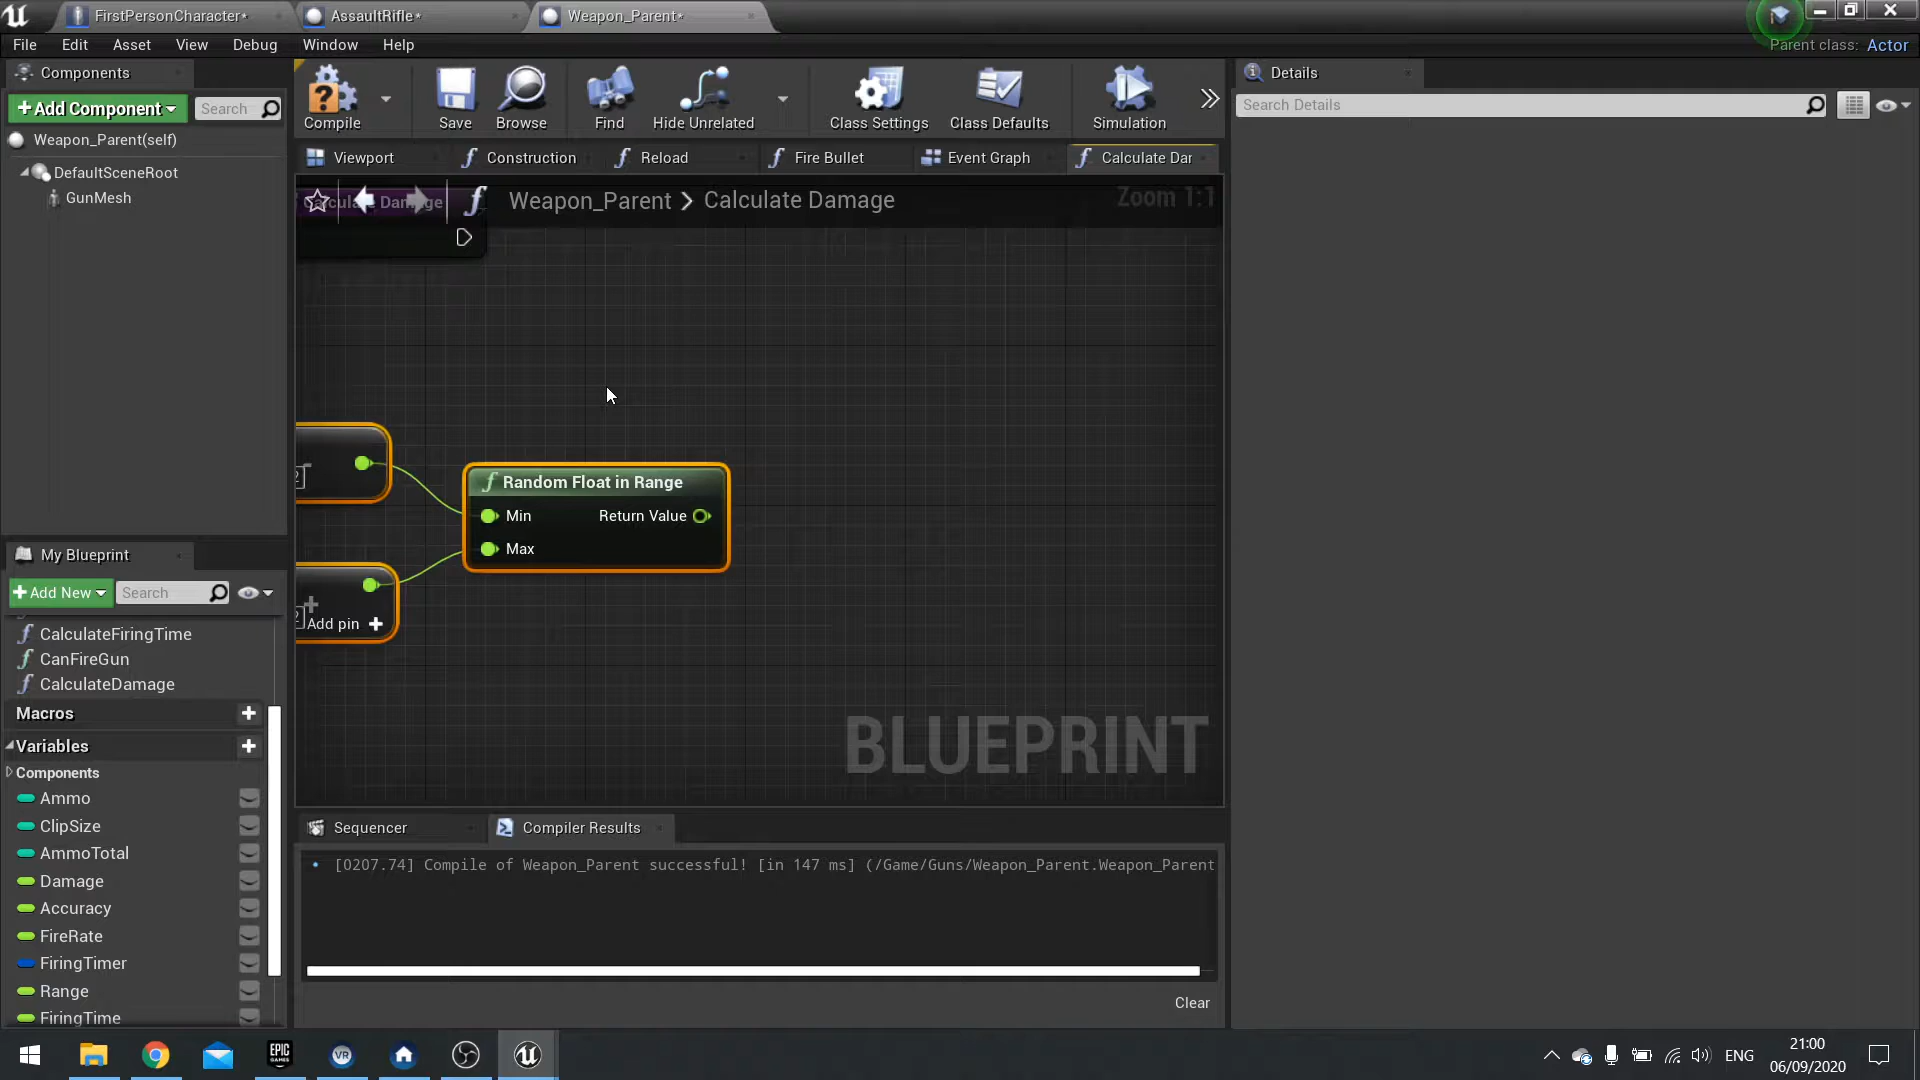 FirstPersonCharacter*
AssaultRifle*
Weapon_Parent*
File Edit Asset View Debug Window Help
Parent class: Actor
Components
Add Component
Search
Weapon_Parent(self)
DefaultSceneRoot
GunMesh
Compile
Save
Browse
Find
Hide Unrelated
Class Settings
Class Defaults
Simulation
Viewport
Construction
Reload
Fire Bullet
Event Graph
Calculate Dar
Calculate Damage
Weapon_Parent > Calculate Damage
Zoom 1:1
Random Float in Range
Min
Return Value
Max
Add pin
BLUEPRINT
Details
Search Details
My Blueprint
Add New
Search
CalculateFiringTime
CanFireGun
CalculateDamage
Macros
Variables
Components
Ammo
ClipSize
AmmoTotal
Damage
Accuracy
FireRate
FiringTimer
Range
FiringTime
Sequencer
Compiler Results
[0207.74] Compile of Weapon_Parent successful! [in 147 ms] (/Game/Guns/Weapon_Parent.Weapon_Parent
Clear
EPIC
GAMES
VR
ENG
21:00
06/09/2020